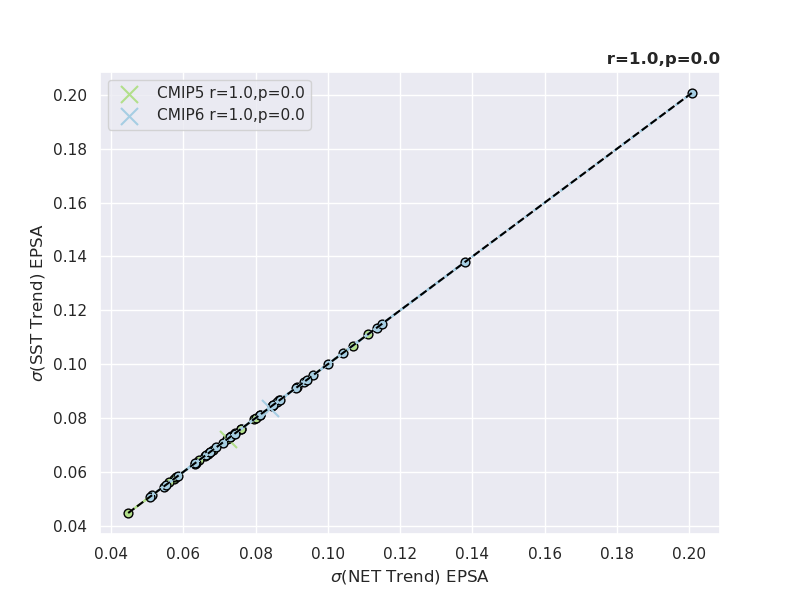 r=1.0,p=0.0
CMIP5 r=1.0,p=0.0
CMIP6 r=1.0,p=0.0
0.20
0.18
0.16
0.14
0.12
0.10
0.08
0.06
0.04
σ(SST Trend) EPSA
0.04 0.06 0.08 0.10 0.12 0.14 0.16 0.18 0.20
σ(NET Trend) EPSA